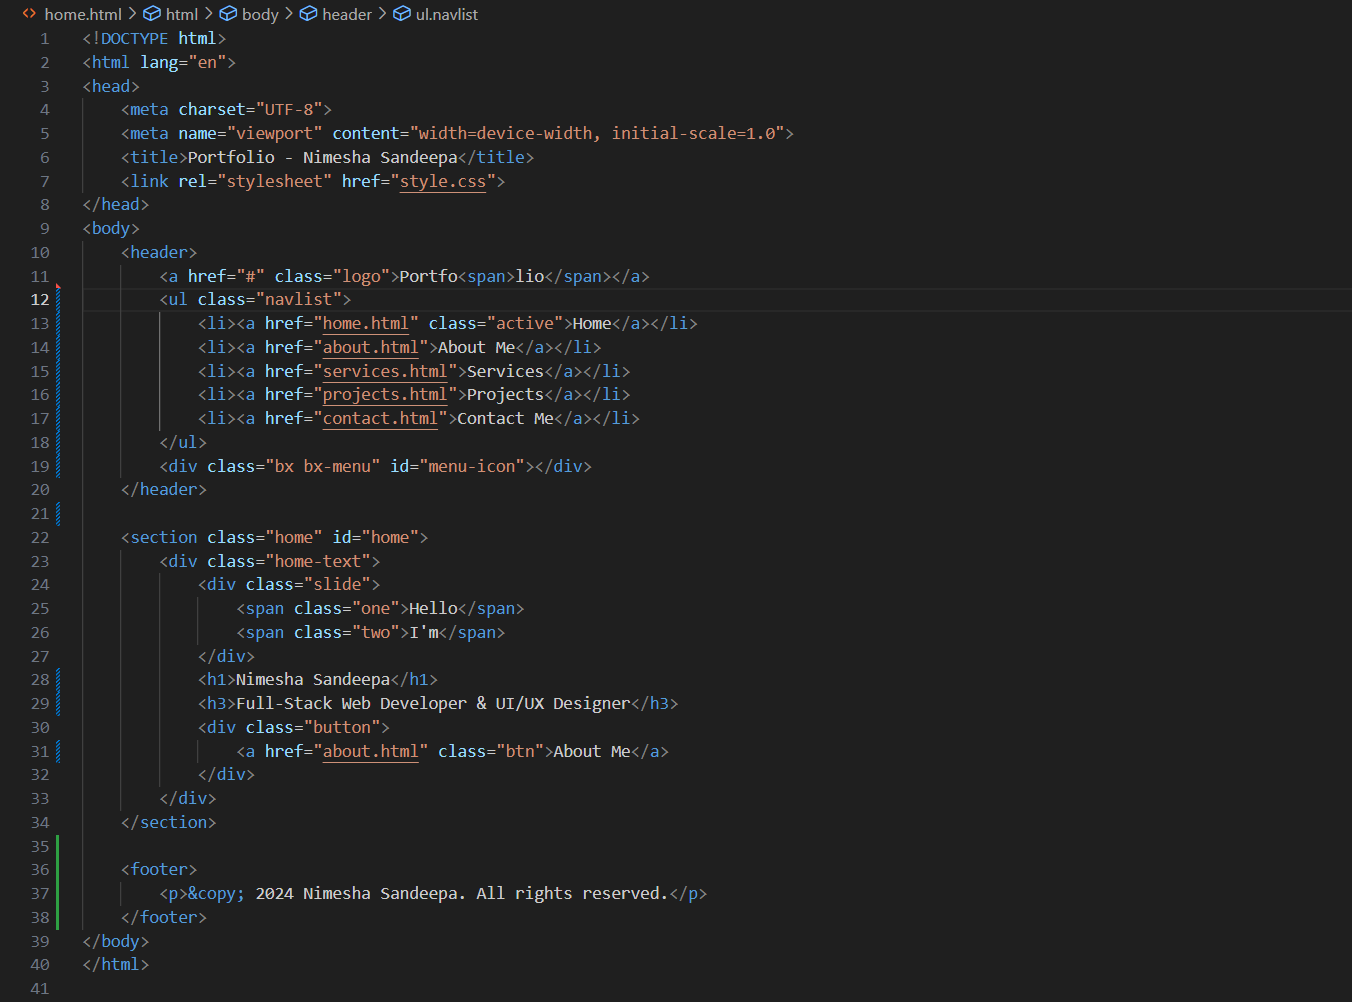 home.html > html > body > header > ul.navlist
1 <!DOCTYPE html>
2 <html lang="en">
3 <head>
4     <meta charset="UTF-8">
5     <meta name="viewport" content="width=device-width, initial-scale=1.0">
6     <title>Portfolio - Nimesha Sandeepa</title>
7     <link rel="stylesheet" href="style.css">
8 </head>
9 <body>
10     <header>
11         <a href="#" class="logo">Portfo<span>lio</span></a>
12         <ul class="navlist">
13             <li><a href="home.html" class="active">Home</a></li>
14             <li><a href="about.html">About Me</a></li>
15             <li><a href="services.html">Services</a></li>
16             <li><a href="projects.html">Projects</a></li>
17             <li><a href="contact.html">Contact Me</a></li>
18         </ul>
19         <div class="bx bx-menu" id="menu-icon"></div>
20     </header>
21
22     <section class="home" id="home">
23         <div class="home-text">
24             <div class="slide">
25                 <span class="one">Hello</span>
26                 <span class="two">I'm</span>
27             </div>
28             <h1>Nimesha Sandeepa</h1>
29             <h3>Full-Stack Web Developer & UI/UX Designer</h3>
30             <div class="button">
31                 <a href="about.html" class="btn">About Me</a>
32             </div>
33         </div>
34     </section>
35
36     <footer>
37         <p>&copy; 2024 Nimesha Sandeepa. All rights reserved.</p>
38     </footer>
39 </body>
40 </html>
41